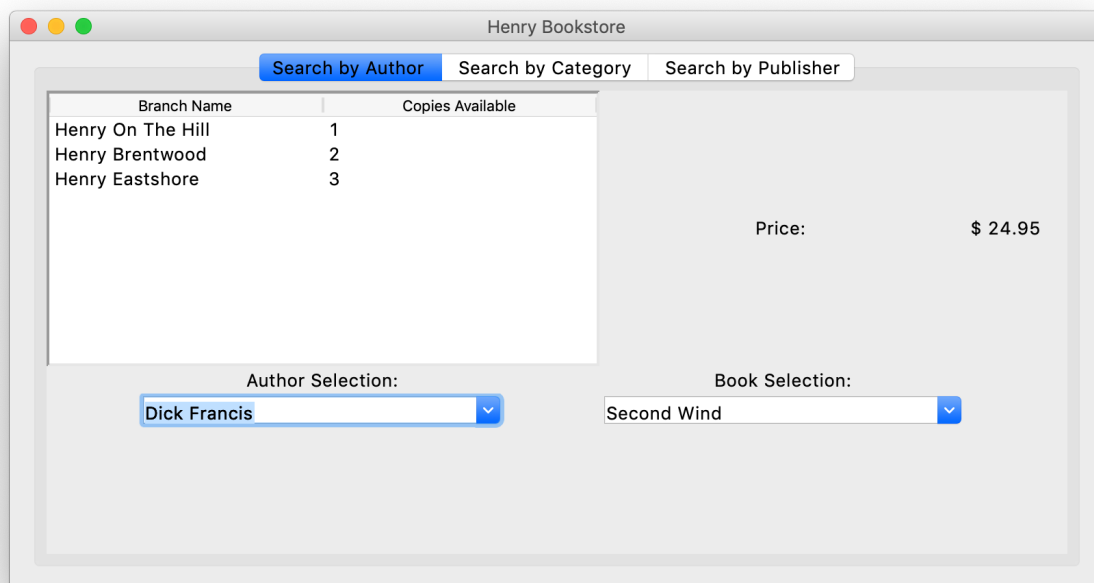 Henry Bookstore
Search by Author Search by Category Search by Publisher
Branch Name Copies Available
Henry On The Hill 1
Henry Brentwood 2
Henry Eastshore 3
Price: $ 24.95
Author Selection: Book Selection:
Dick Francis Second Wind